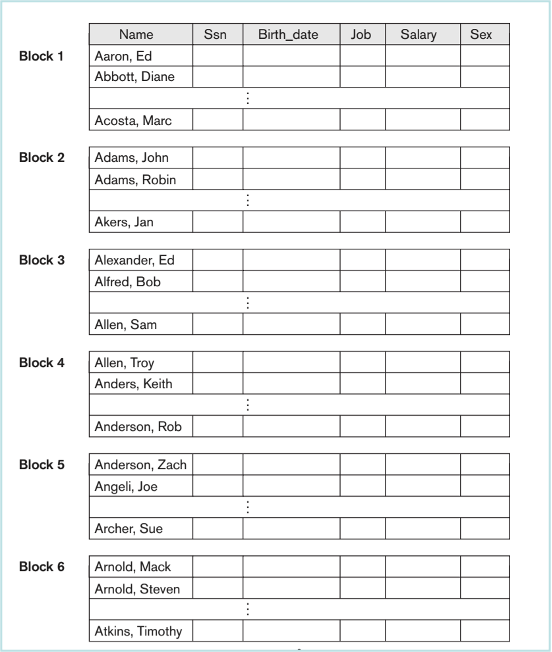 Name Ssn Birth_date Job Salary Sex
Block 1 Aaron, Ed
Abbott, Diane
⋮
Acosta, Marc
Block 2 Adams, John
Adams, Robin
⋮
Akers, Jan
Block 3 Alexander, Ed
Alfred, Bob
⋮
Allen, Sam
Block 4 Allen, Troy
Anders, Keith
⋮
Anderson, Rob
Block 5 Anderson, Zach
Angeli, Joe
⋮
Archer, Sue
Block 6 Arnold, Mack
Arnold, Steven
⋮
Atkins, Timothy